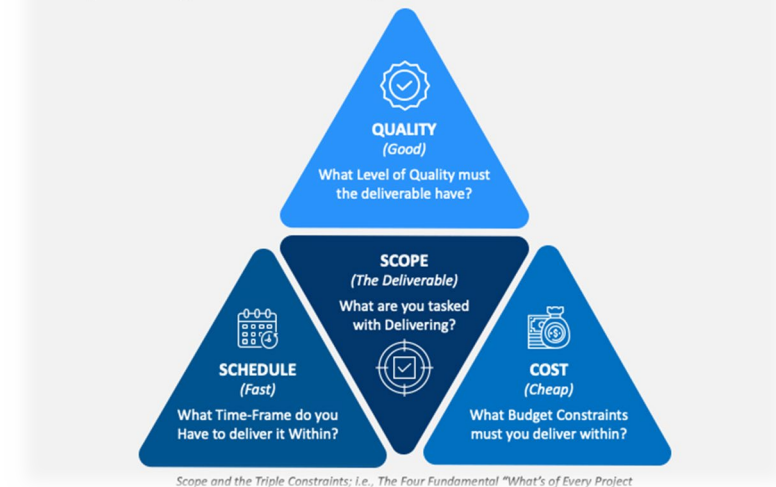 QUALITY
(Good)
What Level of Quality must
the deliverable have?
SCOPE
(The Deliverable)
What are you tasked
with Delivering?
SCHEDULE
(Fast)
What Time-Frame do you
Have to deliver it Within?
COST
(Cheap)
What Budget Constraints
must you deliver within?
Scope and the Triple Constraints; i.e., The Four Fundamental "What's of Every Project